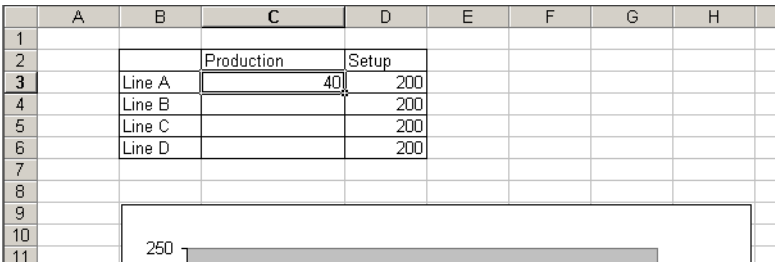 A B C D E F G H
1
2 Production Setup
3 Line A 40 200
4 Line B 200
5 Line C 200
6 Line D 200
7
8
9
10
11 250